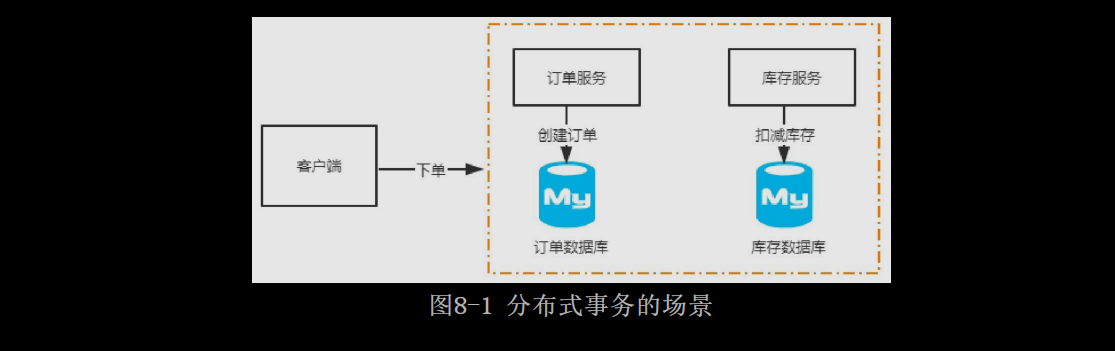 订单服务
库存服务
创建订单
扣减库存
客户端
下单
My
My
订单数据库
库存数据库
图8-1 分布式事务的场景